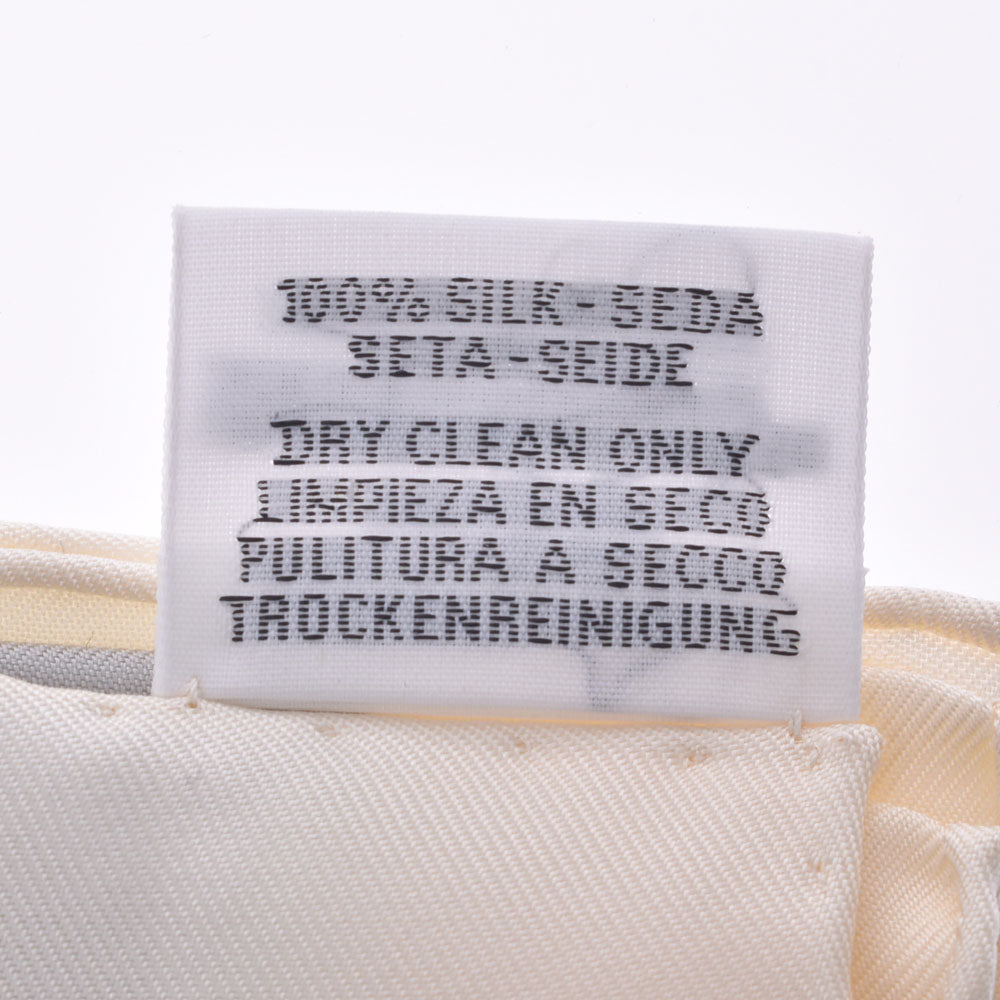 100% SILK - SEDA
SETA - SEIDE
DRY CLEAN ONLY
LIMPIEZA EN SECO
PULITURA A SECCO
TROCKENREINIGUNG